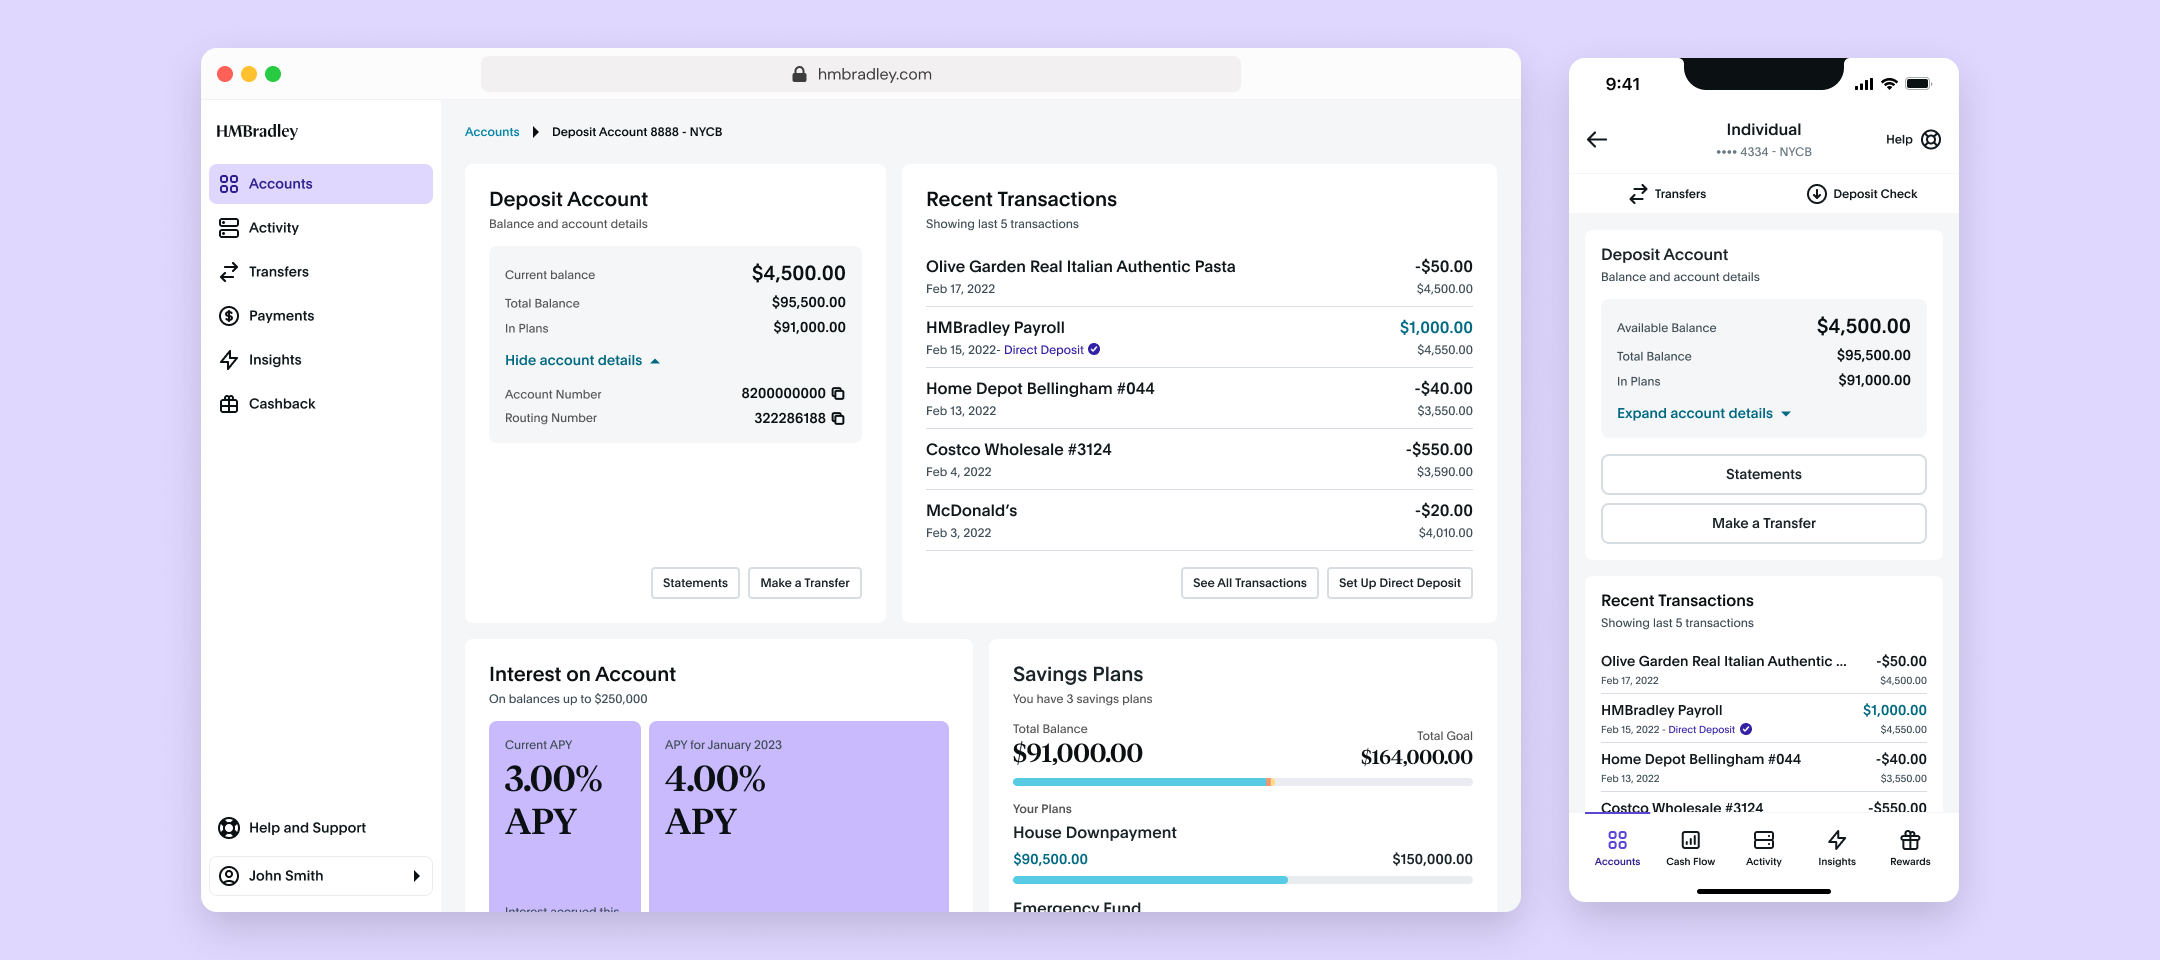 hmbradley.com
HMBradley
Accounts
Activity
Transfers
Payments
Insights
Cashback
Help and Support
John Smith
Accounts Deposit Account 8888 - NYCB
Deposit Account
Balance and account details
Current balance $4,500.00
Total Balance $95,500.00
In Plans $91,000.00
Hide account details
Account Number 8200000000
Routing Number 322286188
Statements Make a Transfer
Recent Transactions
Showing last 5 transactions
Olive Garden Real Italian Authentic Pasta -$50.00
Feb 17, 2022 $4,500.00
HMBradley Payroll $1,000.00
Feb 15, 2022- Direct Deposit $4,550.00
Home Depot Bellingham #044 -$40.00
Feb 13, 2022 $3,550.00
Costco Wholesale #3124 -$550.00
Feb 4, 2022 $3,590.00
McDonald's -$20.00
Feb 3, 2022 $4,010.00
See All Transactions Set Up Direct Deposit
Interest on Account
On balances up to $250,000
Current APY
3.00%
APY
Interest accrued this
APY for January 2023
4.00%
APY
Savings Plans
You have 3 savings plans
Total Balance Total Goal
$91,000.00 $164,000.00
Your Plans
House Downpayment
$90,500.00 $150,000.00
Emergency Fund
9:41
Individual
•••• 4334 - NYCB
Help
Transfers Deposit Check
Deposit Account
Balance and account details
Available Balance $4,500.00
Total Balance $95,500.00
In Plans $91,000.00
Expand account details
Statements
Make a Transfer
Recent Transactions
Showing last 5 transactions
Olive Garden Real Italian Authentic ... -$50.00
Feb 17, 2022 $4,500.00
HMBradley Payroll $1,000.00
Feb 15, 2022 - Direct Deposit $4,550.00
Home Depot Bellingham #044 -$40.00
Feb 13, 2022 $3,550.00
Costco Wholesale #3124 -$550.00
Accounts Cash Flow Activity Insights Rewards